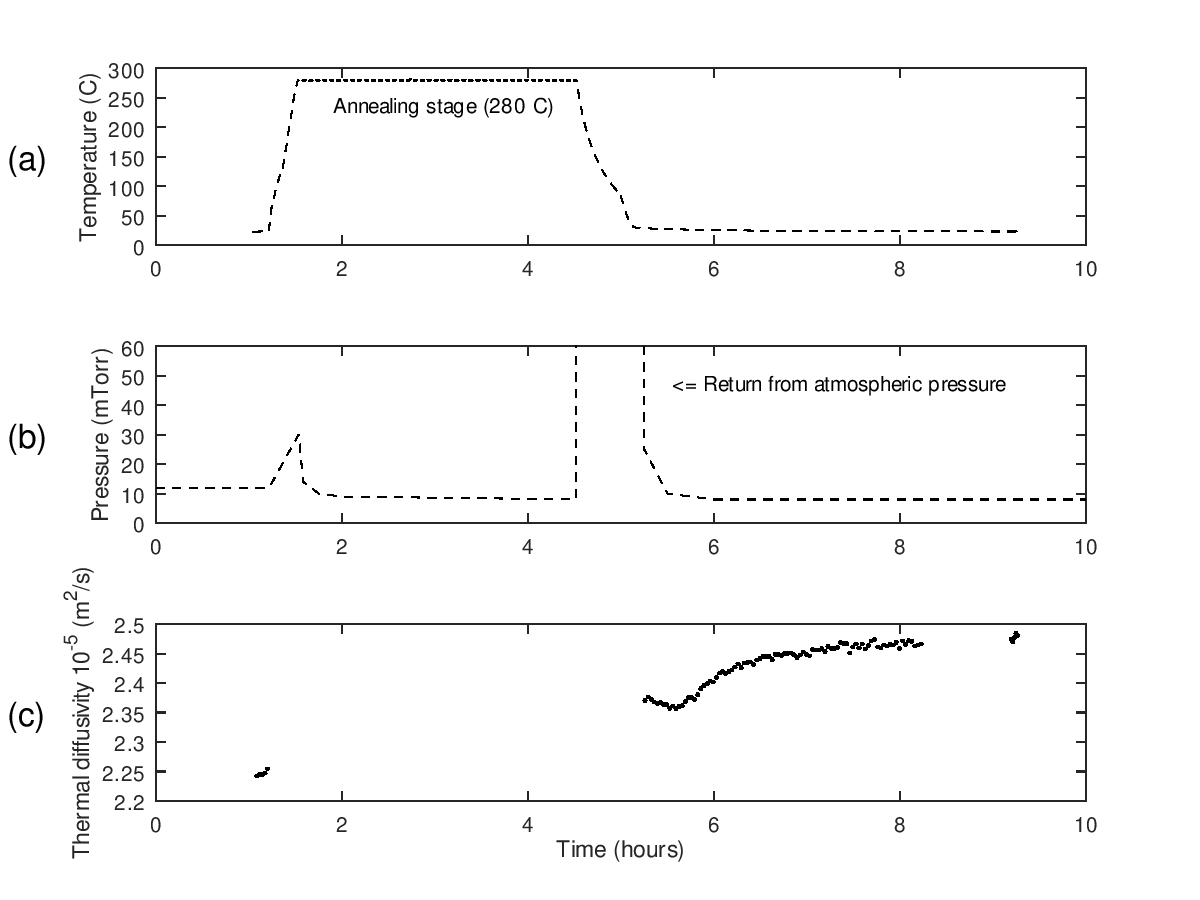 (a)
Temperature (C)
300
250
200
150
100
50
0
Annealing stage (280 C)
0 2 4 6 8 10
(b)
Pressure (mTorr)
60
50
40
30
20
10
0
<= Return from atmospheric pressure
0 2 4 6 8 10
(c)
Thermal diffusivity 10⁻⁵ (m²/s)
2.5
2.45
2.4
2.35
2.3
2.25
2.2
0 2 4 6 8 10
Time (hours)